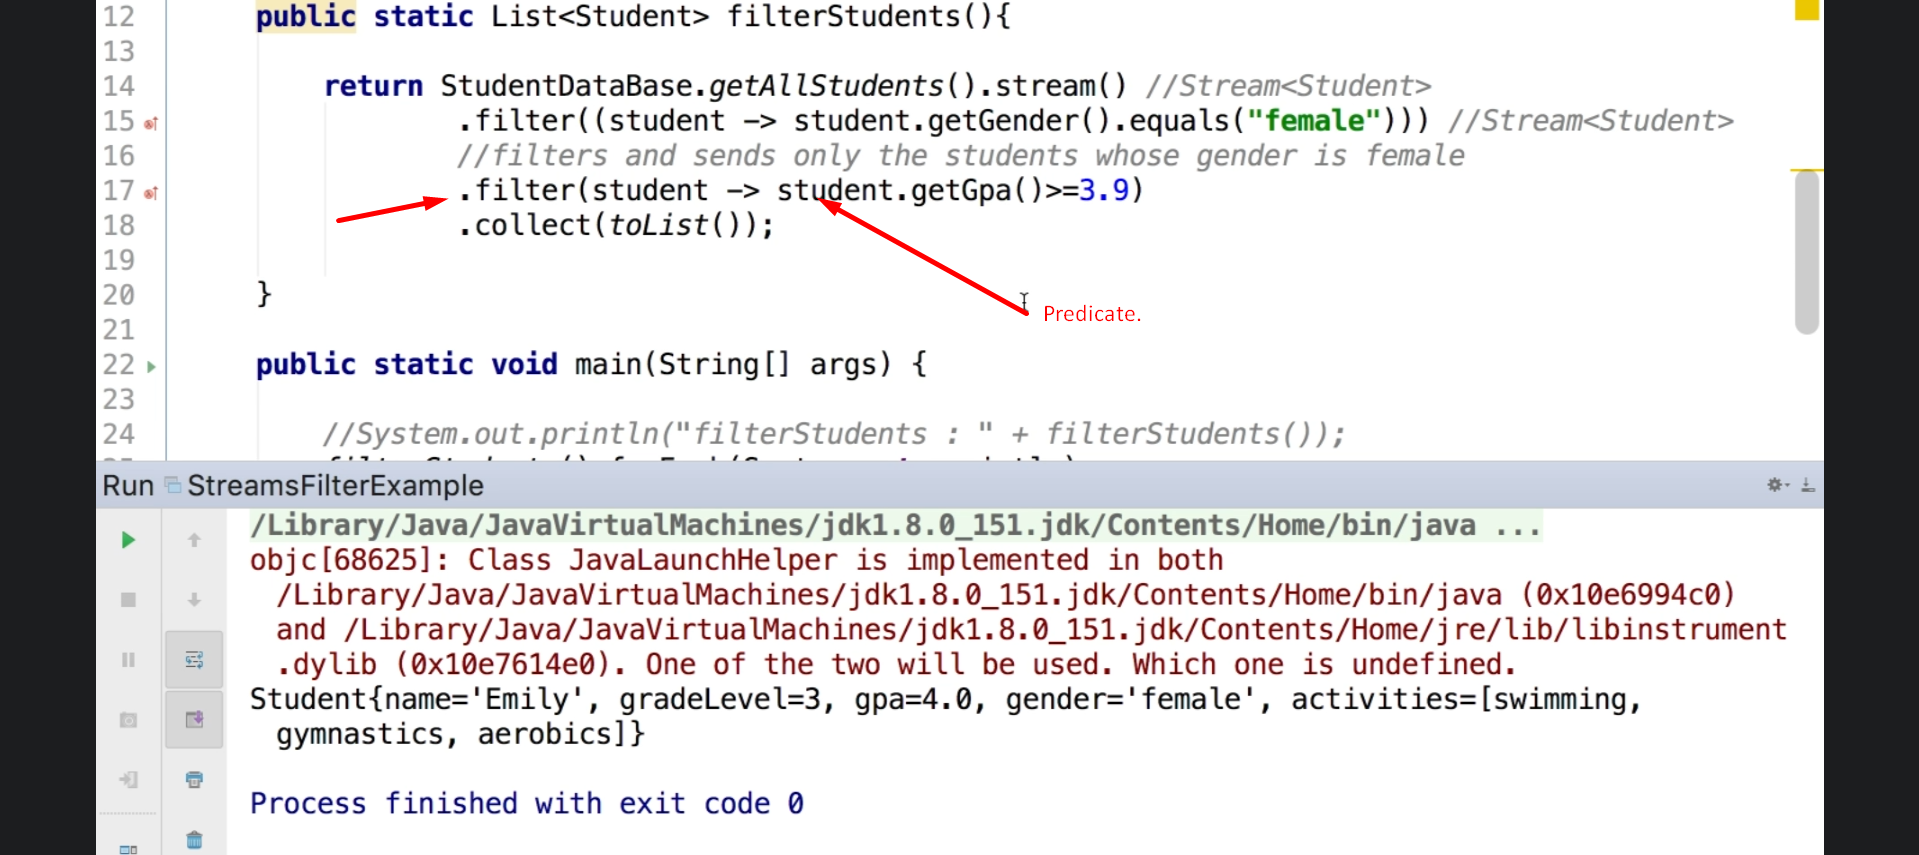 12 public static List<Student> filterStudents(){
13
14 return StudentDataBase.getAllStudents().stream() //Stream<Student>
15 .filter((student -> student.getGender().equals("female"))) //Stream<Student>
16 //filters and sends only the students whose gender is female
17 .filter(student -> student.getGpa()>=3.9)
18 .collect(toList());
19
20 }
Predicate.
21
22 public static void main(String[] args) {
23
24 //System.out.println("filterStudents : " + filterStudents());
Run StreamsFilterExample
/Library/Java/JavaVirtualMachines/jdk1.8.0_151.jdk/Contents/Home/bin/java ...
objc[68625]: Class JavaLaunchHelper is implemented in both
/Library/Java/JavaVirtualMachines/jdk1.8.0_151.jdk/Contents/Home/bin/java (0x10e6994c0)
and /Library/Java/JavaVirtualMachines/jdk1.8.0_151.jdk/Contents/Home/jre/lib/libinstrument
.dylib (0x10e7614e0). One of the two will be used. Which one is undefined.
Student{name='Emily', gradeLevel=3, gpa=4.0, gender='female', activities=[swimming,
gymnastics, aerobics]}
Process finished with exit code 0